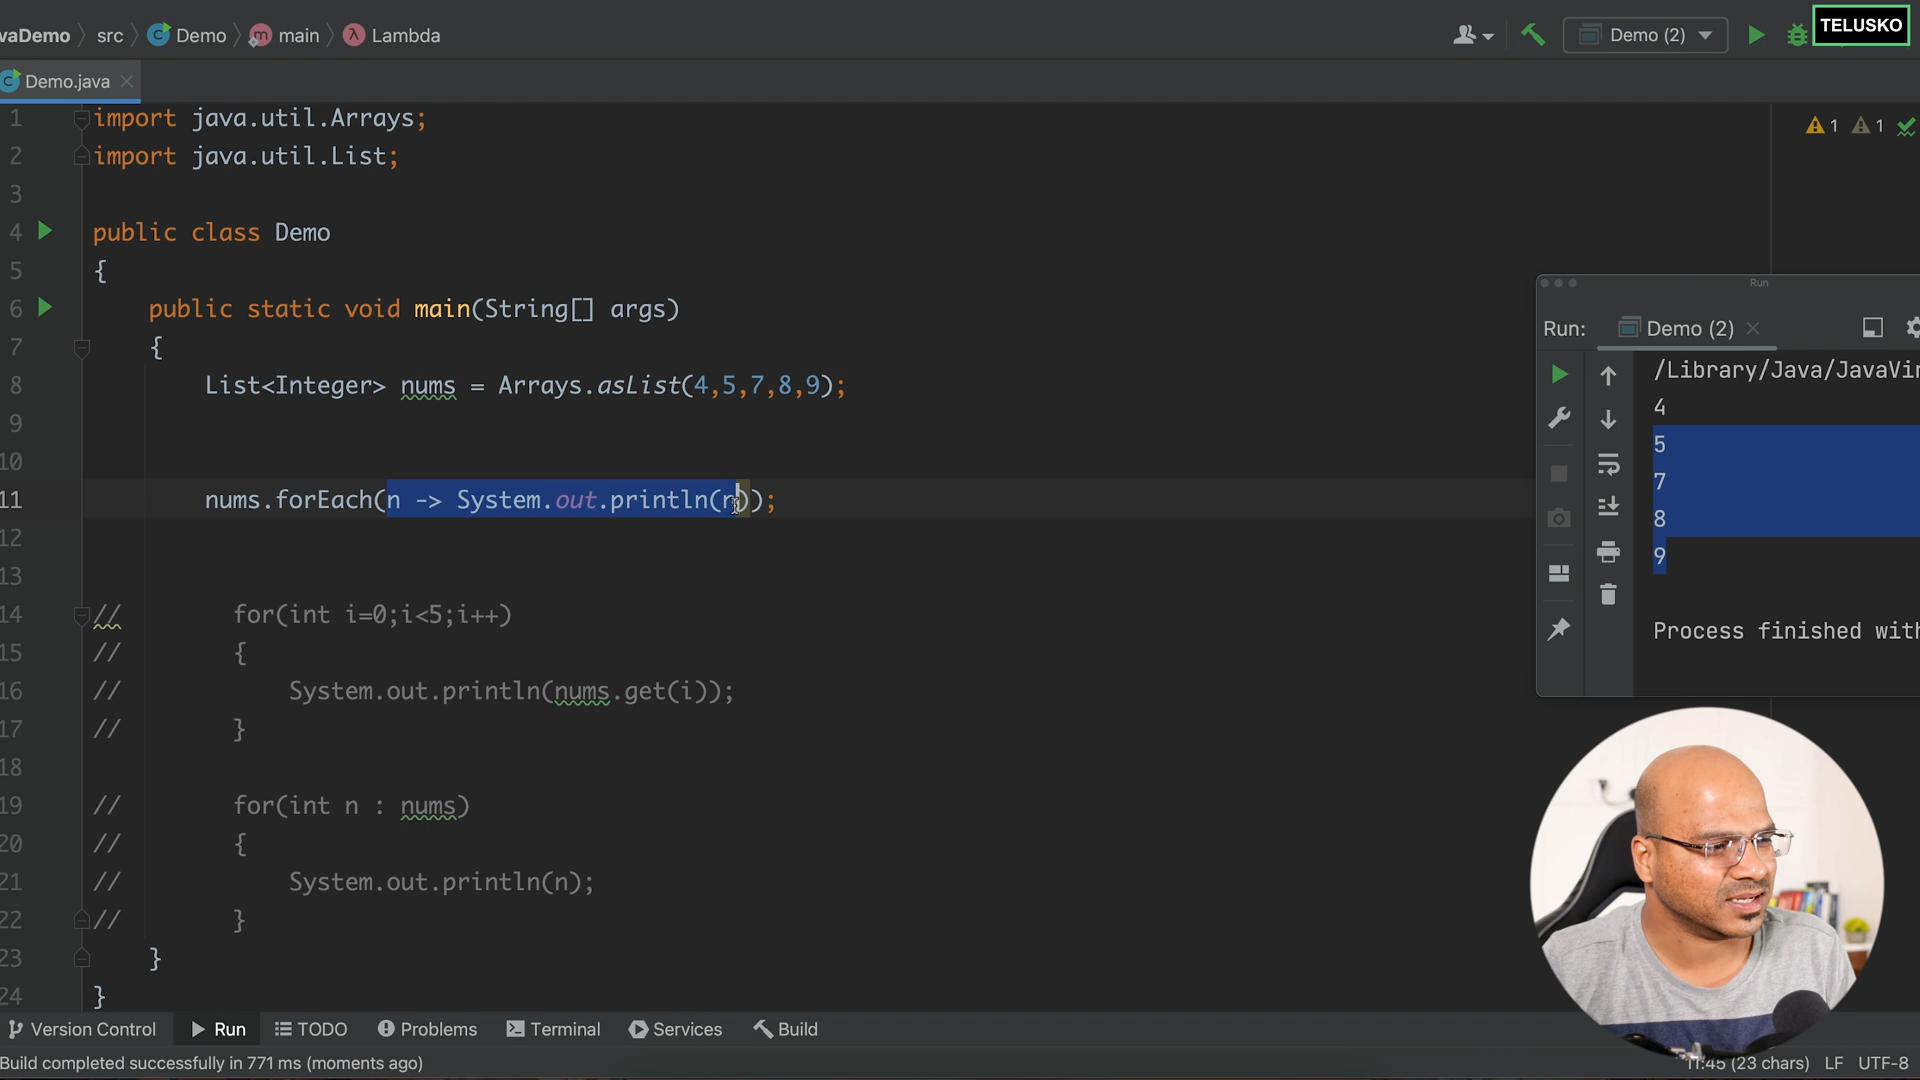 vaDemo src Demo main Lambda Demo (2) TELUSKO
Demo.java
1 import java.util.Arrays;
2 import java.util.List;
3
4 public class Demo
5 {
6 public static void main(String[] args)
7 {
8 List<Integer> nums = Arrays.asList(4,5,7,8,9);
9
10
11 nums.forEach(n -> System.out.println(n));
12
13
14 // for(int i=0;i<5;i++)
15 // {
16 // System.out.println(nums.get(i));
17 // }
18
19 // for(int n : nums)
20 // {
21 // System.out.println(n);
22 // }
23 }
24 }
1 1
Run
Run: Demo (2)
/Library/Java/JavaVir
4
5
7
8
9
Process finished with
Version Control Run TODO Problems Terminal Services Build
Build completed successfully in 771 ms (moments ago) 11:45 (23 chars) LF UTF-8